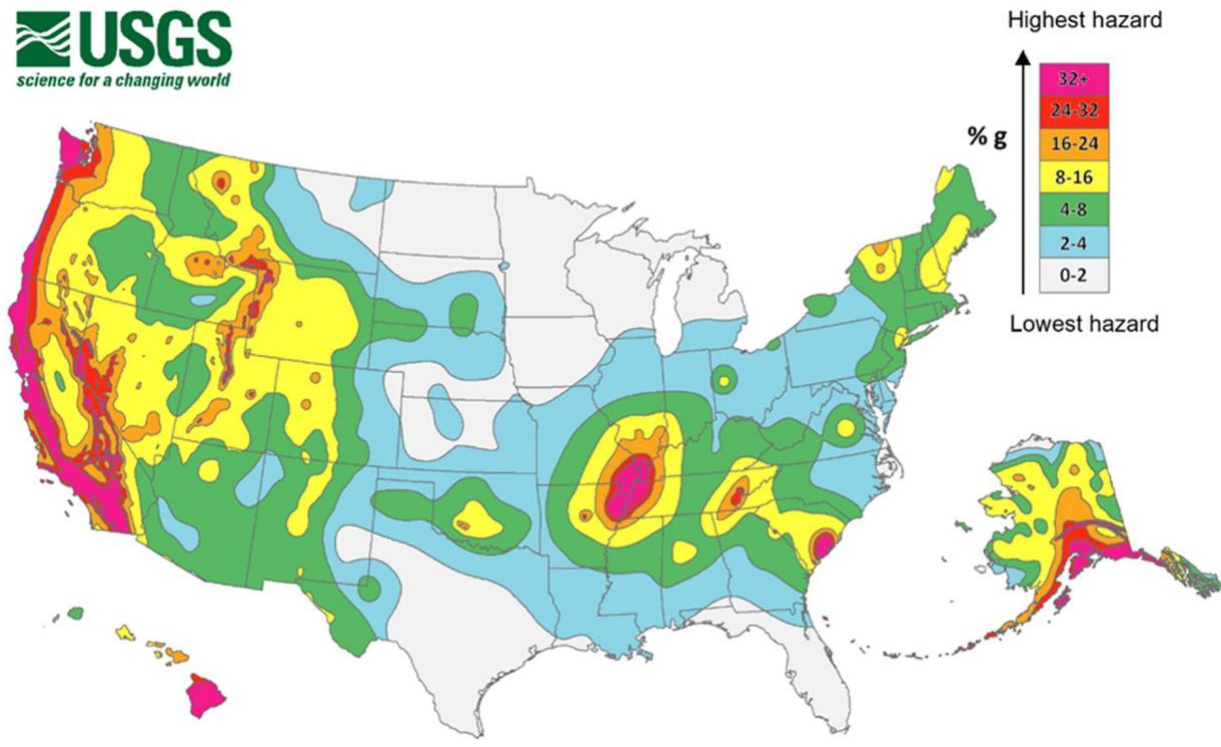 USGS
science for a changing world
Highest hazard
% g
32+
24-32
16-24
8-16
4-8
2-4
0-2
Lowest hazard